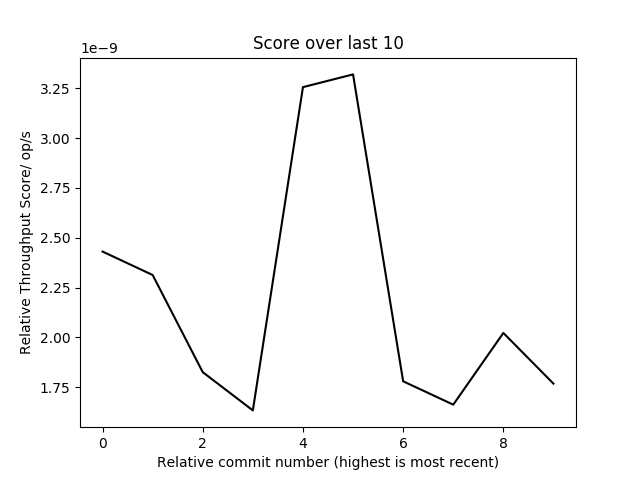 Score over last 10
1e−9
3.25
3.00
2.75
2.50
2.25
2.00
1.75
Relative Throughput Score/ op/s
0 2 4 6 8
Relative commit number (highest is most recent)